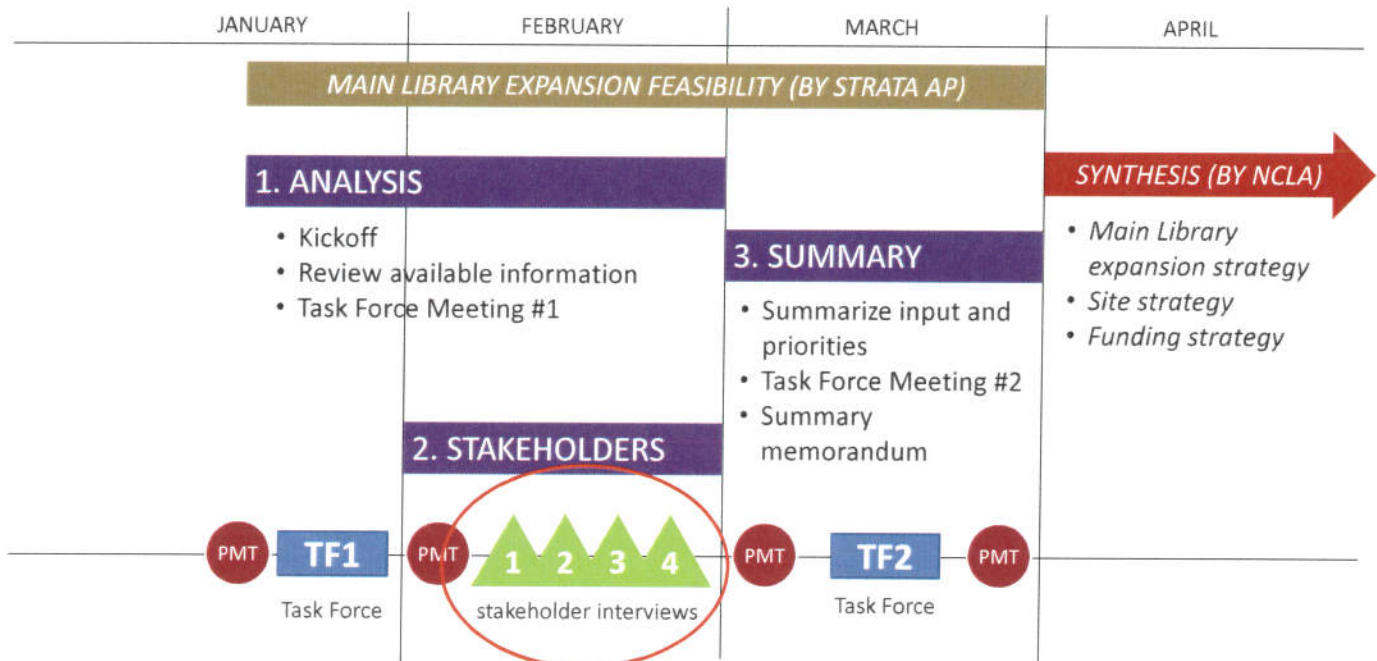 JANUARY
FEBRUARY
MARCH
APRIL
MAIN LIBRARY EXPANSION FEASIBILITY (BY STRATA AP)
1. ANALYSIS
• Kickoff
• Review available information
• Task Force Meeting #1
SYNTHESIS (BY NCLA)
• Main Library
expansion strategy
• Site strategy
• Funding strategy
3. SUMMARY
• Summarize input and
priorities
• Task Force Meeting #2
• Summary
memorandum
2. STAKEHOLDERS
PMT
TF1
Task Force
PMT
1 2 3 4
stakeholder interviews
PMT
TF2
Task Force
PMT